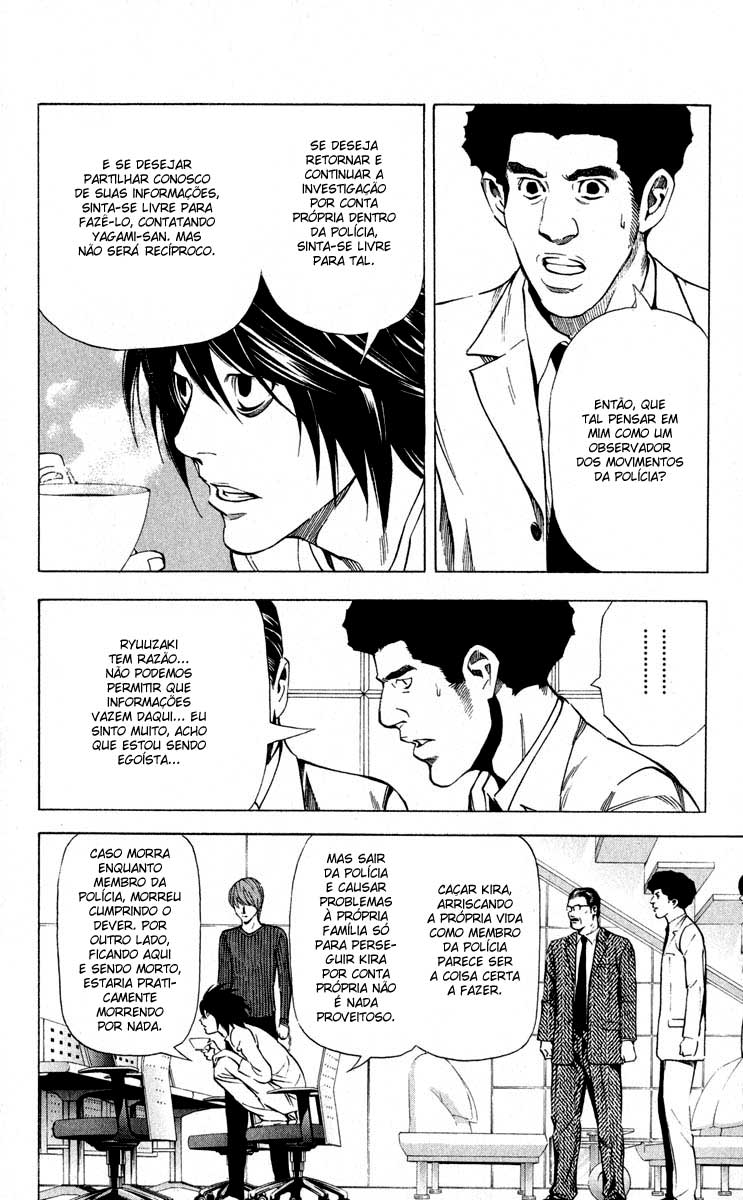 ENTÃO, QUE
TAL PENSAR EM
MIM COMO UM
OBSERVADOR
DOS MOVIMENTOS
DA POLÍCIA?
SE DESEJA
RETORNAR E
CONTINUAR A
INVESTIGAÇÃO
POR CONTA
PRÓPRIA DENTRO
DA POLÍCIA,
SINTA-SE LIVRE
PARA TAL.
E SE DESEJAR
PARTILHAR CONOSCO
DE SUAS INFORMAÇÕES,
SINTA-SE LIVRE PARA
FAZÊ-LO, CONTATANDO
YAGAMI-SAN. MAS
NÃO SERÁ RECÍPROCO.
......
RYUUZAKI
TEM RAZÃO...
NÃO PODEMOS
PERMITIR QUE
INFORMAÇÕES
VAZEM DAQUI... EU
SINTO MUITO, ACHO
QUE ESTOU SENDO
EGOÍSTA...
CAÇAR KIRA,
ARRISCANDO
A PRÓPRIA VIDA
COMO MEMBRO
DA POLÍCIA
PARECE SER
A COISA CERTA
A FAZER.
MAS SAIR
DA POLÍCIA
E CAUSAR
PROBLEMAS
À PRÓPRIA
FAMÍLIA SÓ
PARA PERSE-
GUIR KIRA
POR CONTA
PRÓPRIA NÃO
É NADA
PROVEITOSO.
CASO MORRA
ENQUANTO
MEMBRO DA
POLÍCIA, MORREU
CUMPRINDO O
DEVER. POR
OUTRO LADO,
FICANDO AQUI
E SENDO MORTO,
ESTARIA PRATI-
CAMENTE
MORRENDO
POR NADA.